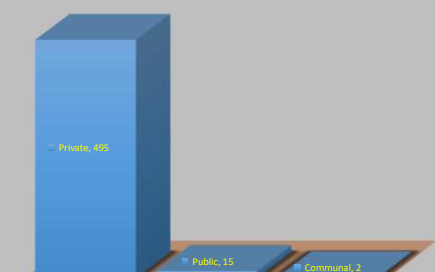 Private, 495
Public, 15
Communal, 2